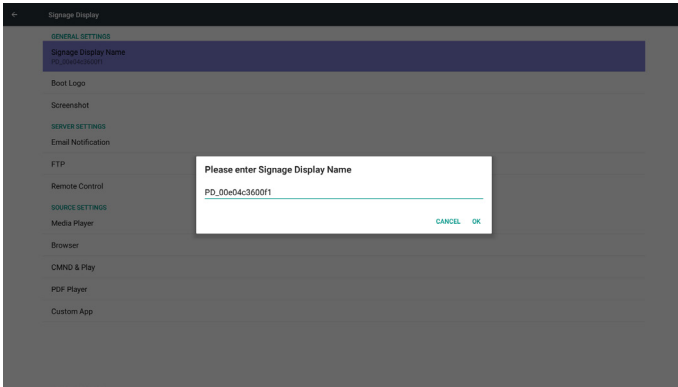 Signage Display
GENERAL SETTINGS
Signage Display Name
PD_00e04c3600f1
Boot Logo
Screenshot
SERVER SETTINGS
Email Notification
FTP
Remote Control
SOURCE SETTINGS
Media Player
Browser
CMND & Play
PDF Player
Custom App
Please enter Signage Display Name
PD_00e04c3600f1
CANCEL OK